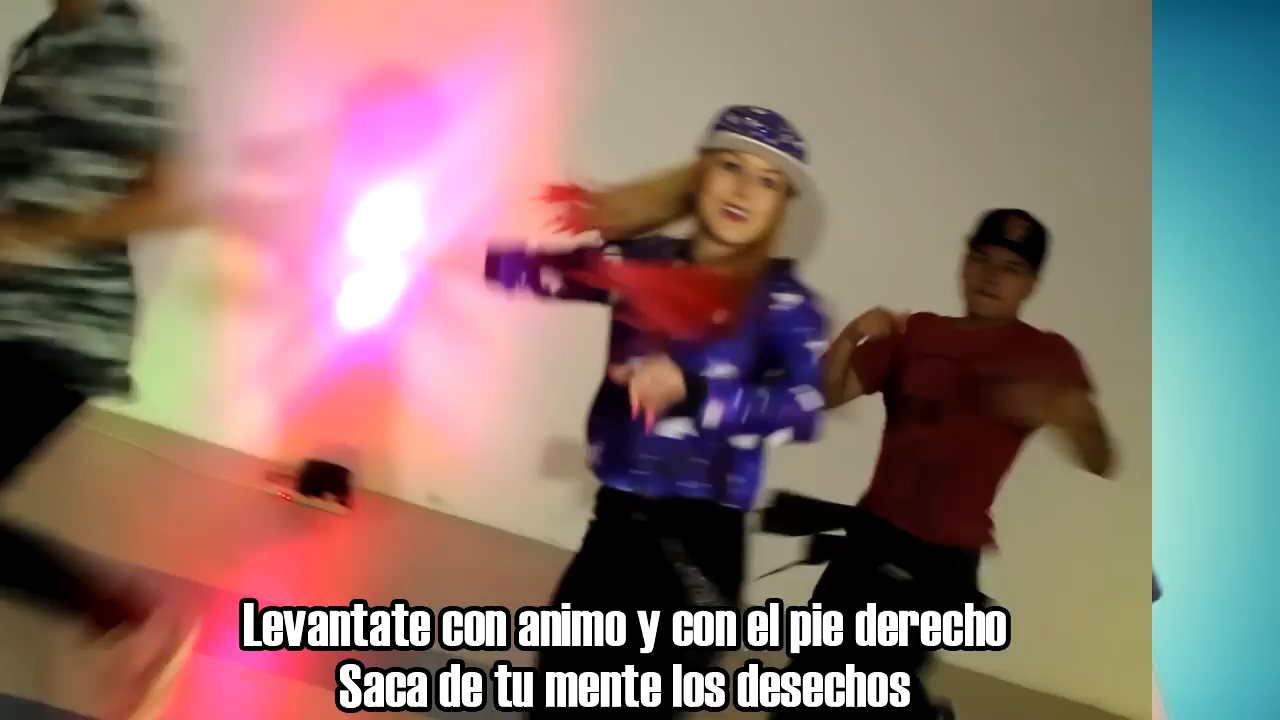 Levantate con animo y con el pie derecho
Saca de tu mente los desechos